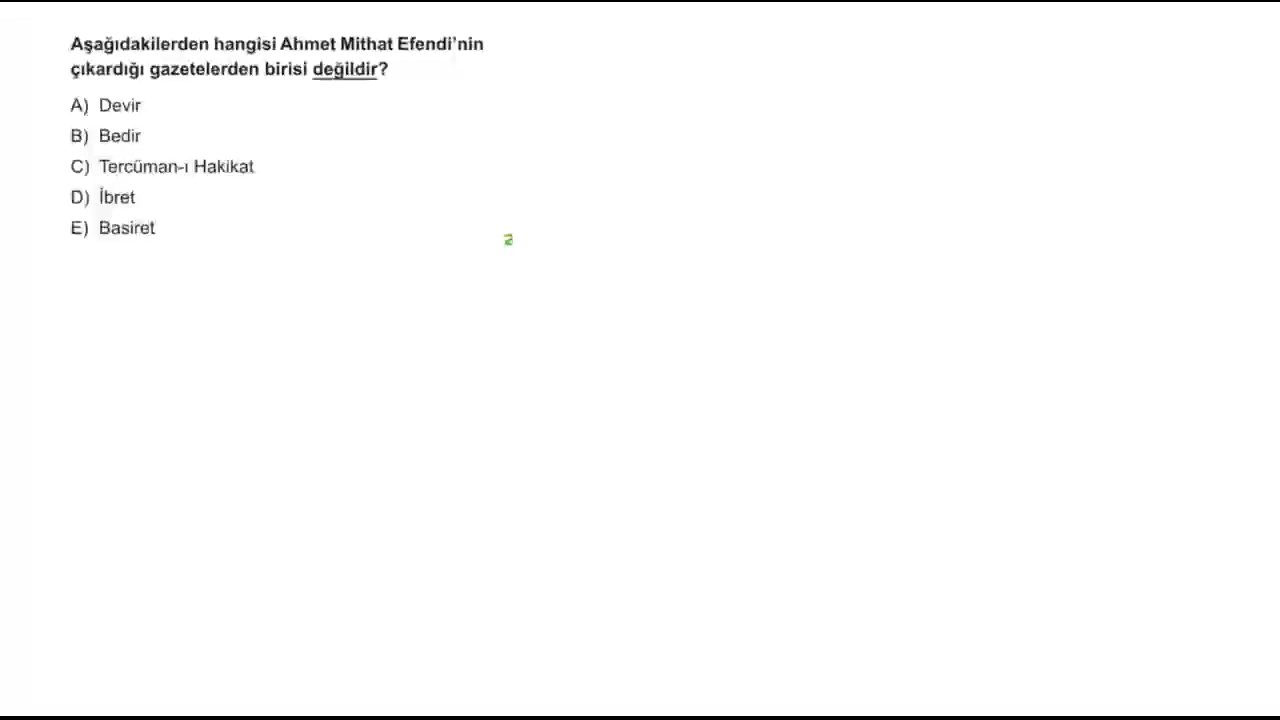 Aşağıdakilerden hangisi Ahmet Mithat Efendi'nin
çıkardığı gazetelerden birisi değildir?
A) Devir
B) Bedir
C) Tercüman-ı Hakikat
D) İbret
E) Basiret